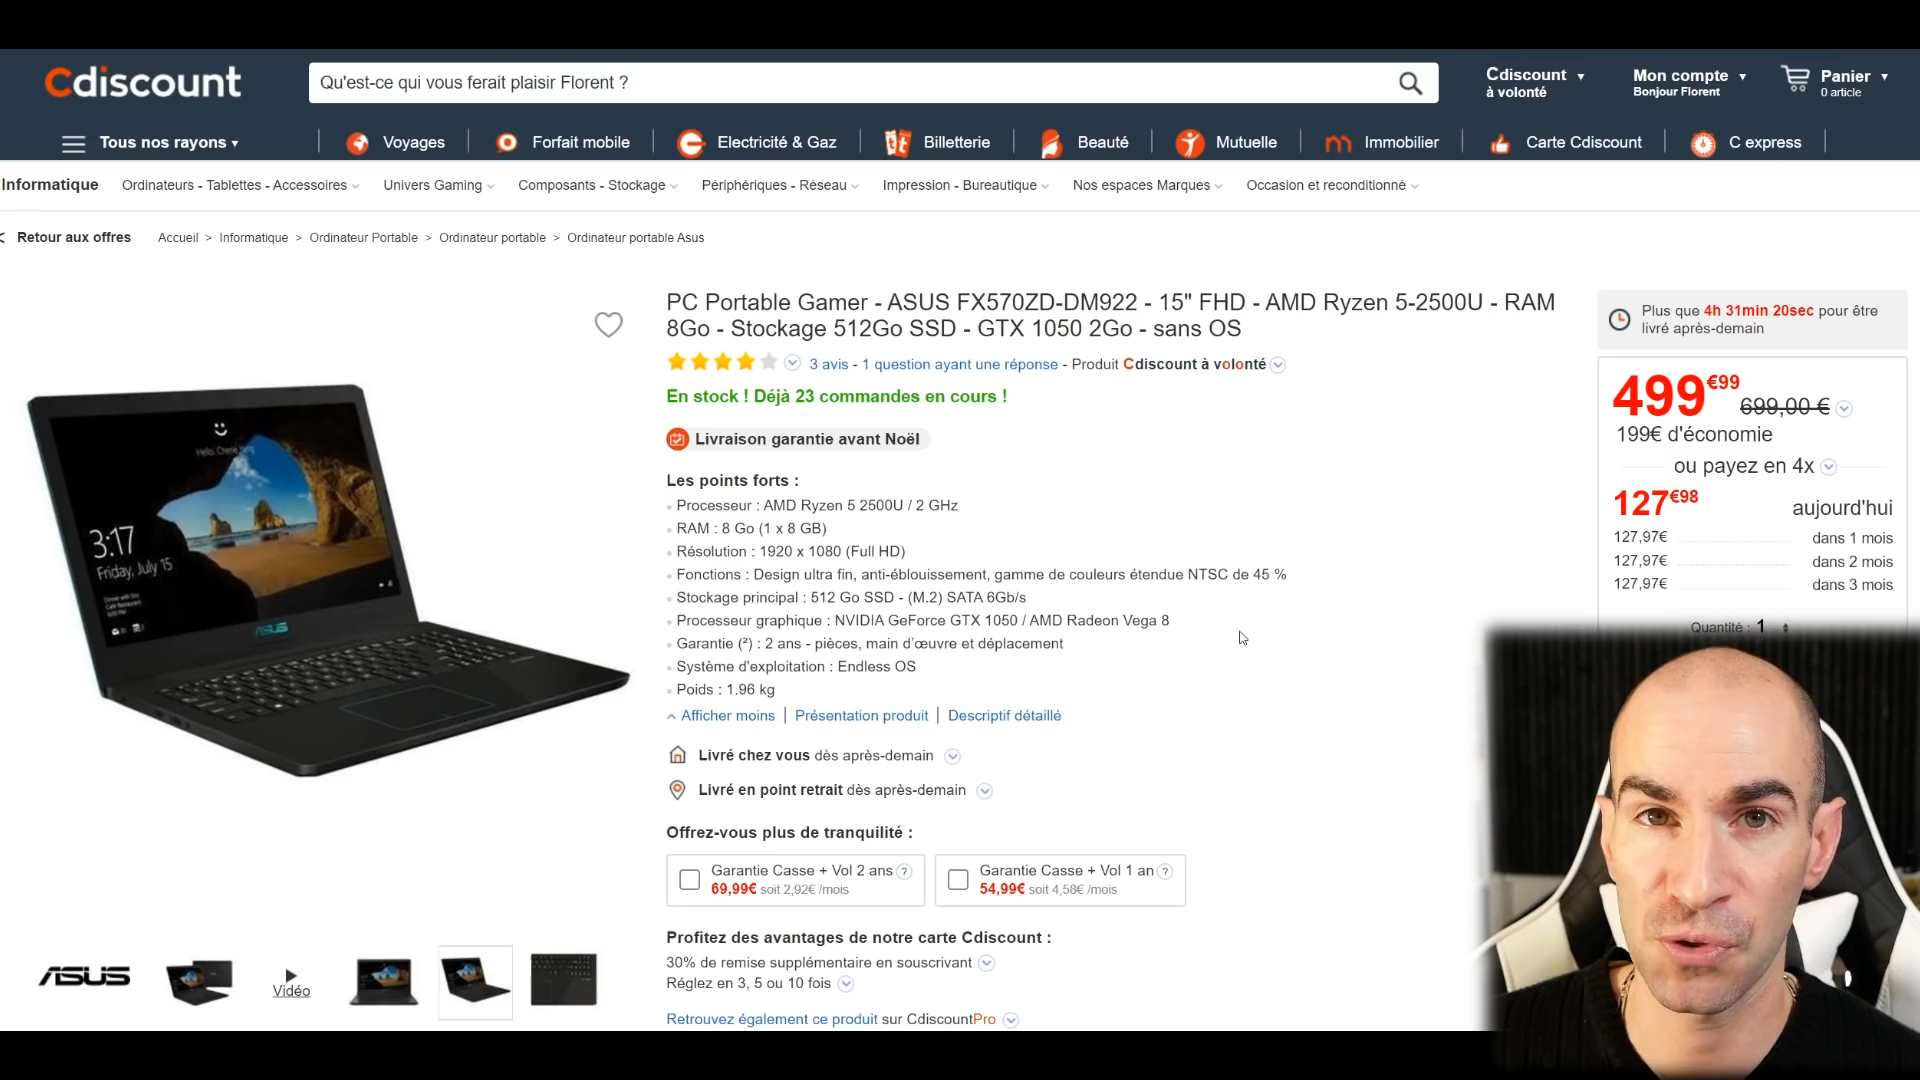 Cdiscount
Qu'est-ce qui vous ferait plaisir Florent ?
Cdiscount
à volonté
Mon compte
Bonjour Florent
Panier
0 article
Tous nos rayons
Voyages
Forfait mobile
Electricité & Gaz
Billetterie
Beauté
Mutuelle
Immobilier
Carte Cdiscount
C express
Informatique
Ordinateurs - Tablettes - Accessoires
Univers Gaming
Composants - Stockage
Périphériques - Réseau
Impression - Bureautique
Nos espaces Marques
Occasion et reconditionné
Retour aux offres
Accueil > Informatique > Ordinateur Portable > Ordinateur portable > Ordinateur portable Asus
PC Portable Gamer - ASUS FX570ZD-DM922 - 15" FHD - AMD Ryzen 5-2500U - RAM
8Go - Stockage 512Go SSD - GTX 1050 2Go - sans OS
3 avis - 1 question ayant une réponse - Produit Cdiscount à volonté
En stock ! Déjà 23 commandes en cours !
Livraison garantie avant Noël
Les points forts :
Processeur : AMD Ryzen 5 2500U / 2 GHz
RAM : 8 Go (1 x 8 GB)
Résolution : 1920 x 1080 (Full HD)
Fonctions : Design ultra fin, anti-éblouissement, gamme de couleurs étendue NTSC de 45 %
Stockage principal : 512 Go SSD - (M.2) SATA 6Gb/s
Processeur graphique : NVIDIA GeForce GTX 1050 / AMD Radeon Vega 8
Garantie (²) : 2 ans - pièces, main d'œuvre et déplacement
Système d'exploitation : Endless OS
Poids : 1.96 kg
Afficher moins | Présentation produit | Descriptif détaillé
Livré chez vous dès après-demain
Livré en point retrait dès après-demain
Offrez-vous plus de tranquilité :
Garantie Casse + Vol 2 ans ?
69,99€ soit 2,92€ /mois
Garantie Casse + Vol 1 an ?
54,99€ soit 4,58€ /mois
Profitez des avantages de notre carte Cdiscount :
30% de remise supplémentaire en souscrivant
Réglez en 3, 5 ou 10 fois
Retrouvez également ce produit sur CdiscountPro
Plus que 4h 31min 20sec pour être
livré après-demain
499€99 699,00 €
199€ d'économie
ou payez en 4x
127€98 aujourd'hui
127,97€ dans 1 mois
127,97€ dans 2 mois
127,97€ dans 3 mois
Quantité : 1
3:17
Friday, July 15
ASUS
ASUS
Vidéo